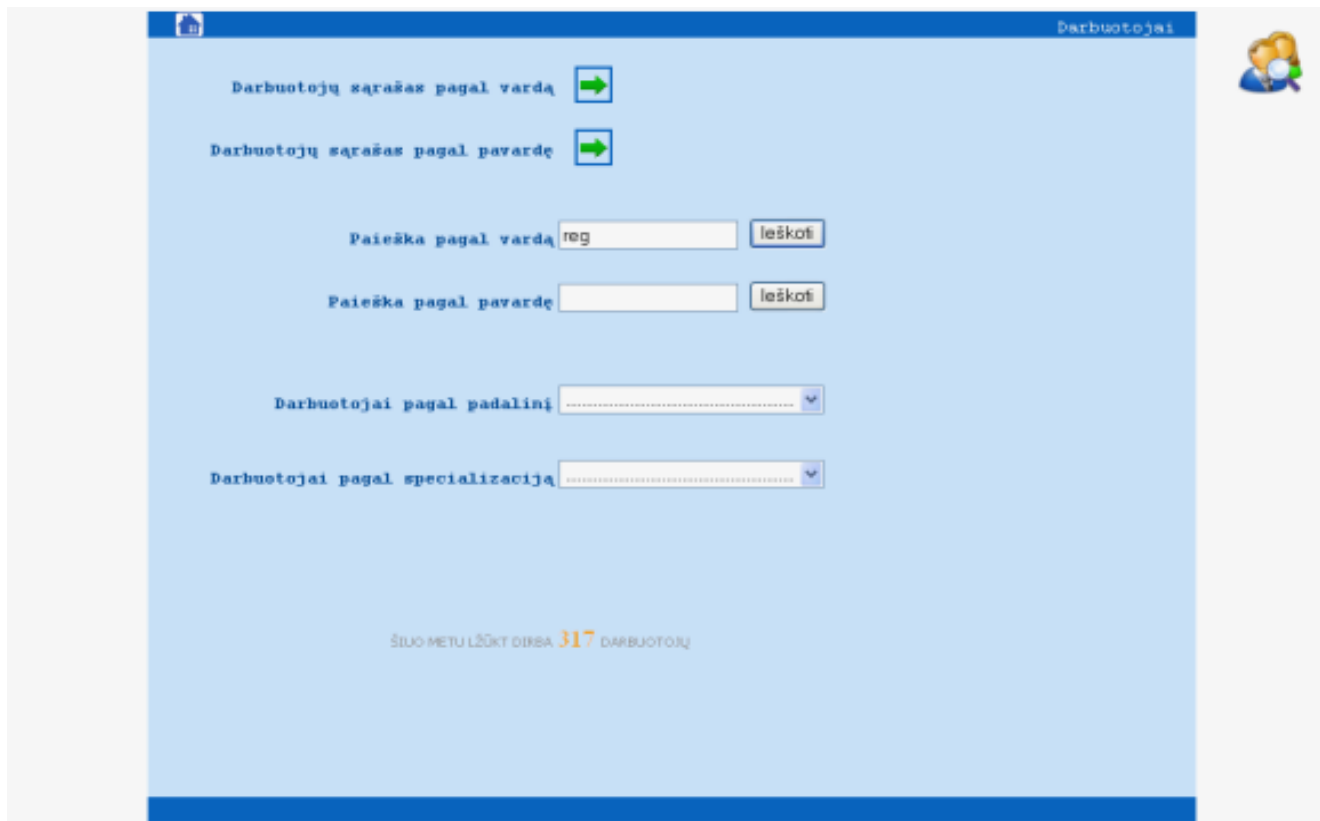 Darbuotojai
Darbuotojų sąrašas pagal vardą
Darbuotojų sąrašas pagal pavardę
Paieška pagal vardą reg Ieškoti
Paieška pagal pavardę Ieškoti
Darbuotojai pagal padalinį
Darbuotojai pagal specializaciją
ŠIUO METU LŽŪKT DIRBA 317 DARBUOTOJŲ